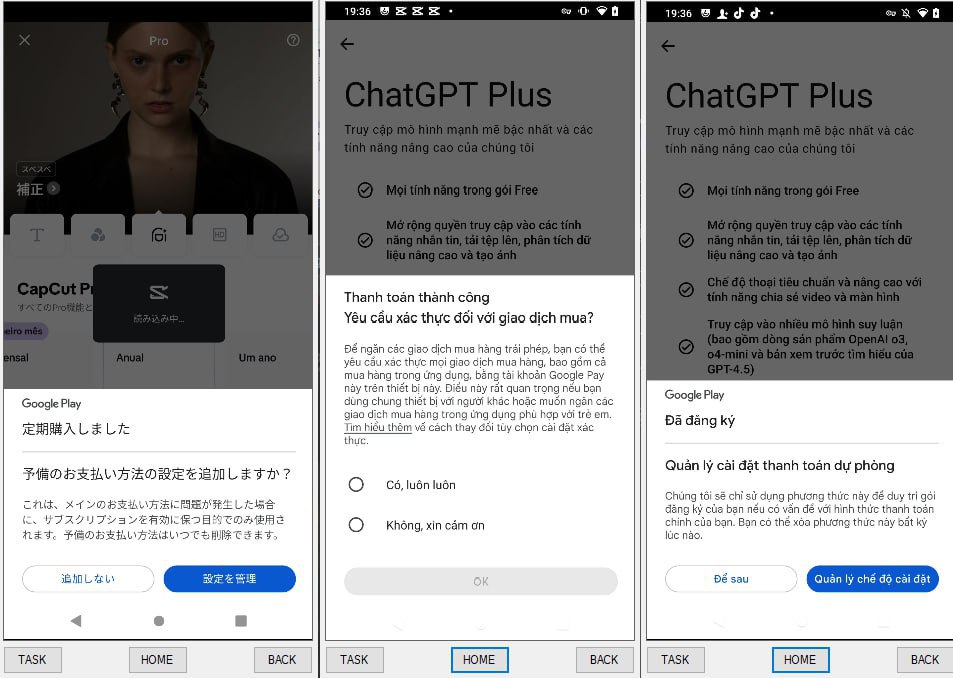 Pro
スペスペ
補正
CapCut P
すべてのPro機能と
読み込み中...
eiro mês
ensal
Anual
Um ano
Google Play
定期購入しました
予備のお支払い方法の設定を追加しますか？
これは、メインのお支払い方法に問題が発生した場合
に、サブスクリプションを有効に保つ目的でのみ使用さ
れます。予備のお支払い方法はいつでも削除できます。
追加しない
設定を管理
TASK
HOME
BACK
19:36
ChatGPT Plus
Truy cập mô hình mạnh mẽ bậc nhất và các
tính năng nâng cao của chúng tôi
Mọi tính năng trong gói Free
Mở rộng quyền truy cập vào các tính
năng nhắn tin, tải tệp lên, phân tích dữ
liệu nâng cao và tạo ảnh
Thanh toán thành công
Yêu cầu xác thực đối với giao dịch mua?
Để ngăn các giao dịch mua hàng trái phép, bạn có thể
yêu cầu xác thực mọi giao dịch mua hàng, bao gồm cả
mua hàng trong ứng dụng, bằng tài khoản Google Pay
này trên thiết bị này. Điều này rất quan trọng nếu bạn
dùng chung thiết bị với người khác hoặc muốn ngăn các
giao dịch mua hàng trong ứng dụng phù hợp với trẻ em.
Tìm hiểu thêm về cách thay đổi tùy chọn cài đặt xác
thực.
Có, luôn luôn
Không, xin cảm ơn
OK
TASK
HOME
BACK
19:36
ChatGPT Plus
Truy cập mô hình mạnh mẽ bậc nhất và các
tính năng nâng cao của chúng tôi
Mọi tính năng trong gói Free
Mở rộng quyền truy cập vào các tính
năng nhắn tin, tải tệp lên, phân tích dữ
liệu nâng cao và tạo ảnh
Chế độ thoại tiêu chuẩn và nâng cao với
tính năng chia sẻ video và màn hình
Truy cập vào nhiều mô hình suy luận
(bao gồm dòng sản phẩm OpenAI o3,
o4-mini và bản xem trước tìm hiểu của
GPT-4.5)
Google Play
Đã đăng ký
Quản lý cài đặt thanh toán dự phòng
Chúng tôi sẽ chỉ sử dụng phương thức này để duy trì gói
đăng ký của bạn nếu có vấn đề với hình thức thanh toán
chính của bạn. Bạn có thể xóa phương thức này bất kỳ
lúc nào.
Để sau
Quản lý chế độ cài đặt
TASK
HOME
BACK